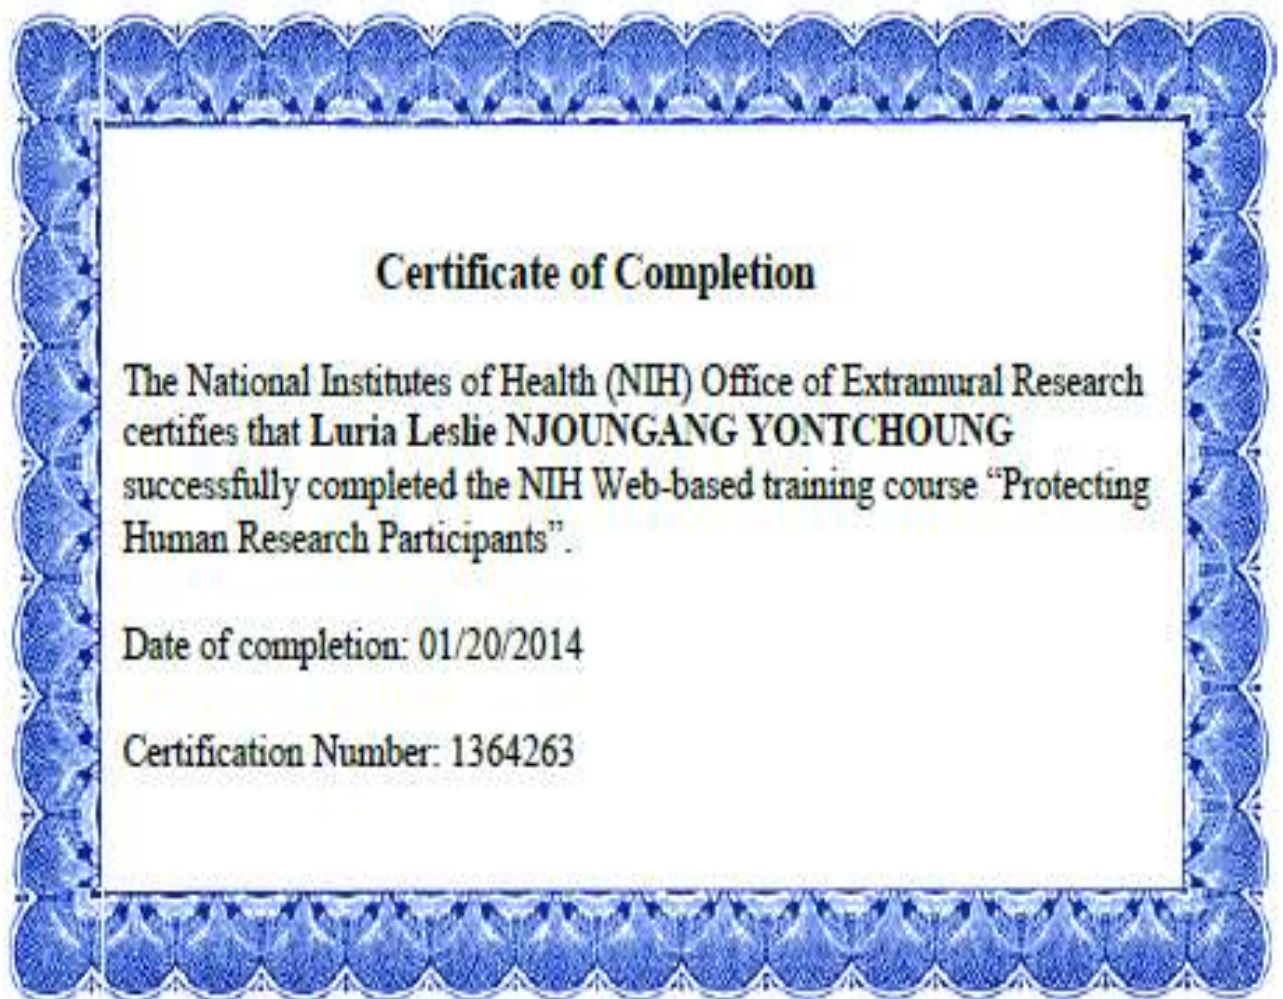 Certificate of Completion
The National Institutes of Health (NIH) Office of Extramural Research
certifies that Luria Leslie NJOUNGANG YONTCHOUNG
successfully completed the NIH Web-based training course “Protecting
Human Research Participants”.
Date of completion: 01/20/2014
Certification Number: 1364263